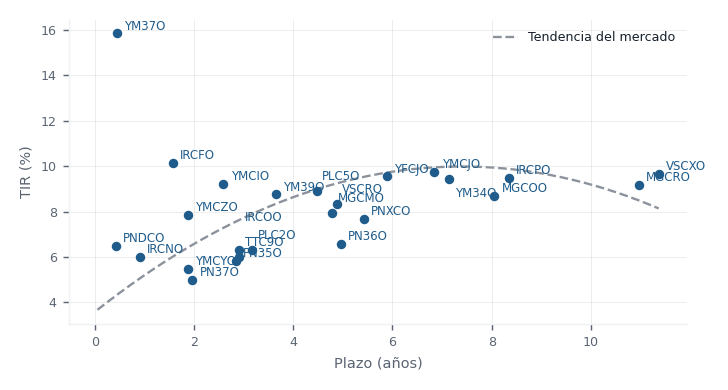 16
14
12
10
8
6
4
TIR (%)
Tendencia del mercado
YM37O
IRCFO
YMCIO
YM39O
PLC5O
YFCJO
YMCJO
IRCPO
VSCXO
MGCRO
VSCRO
MGCMO
YM34O
MGCOO
YMCZO
IRCOO
PNXCO
PNDCO
IRCNO
PLC2O
TTC9O
PN35O
PN36O
YMCYO
PN37O
0
2
4
6
8
10
Plazo (años)